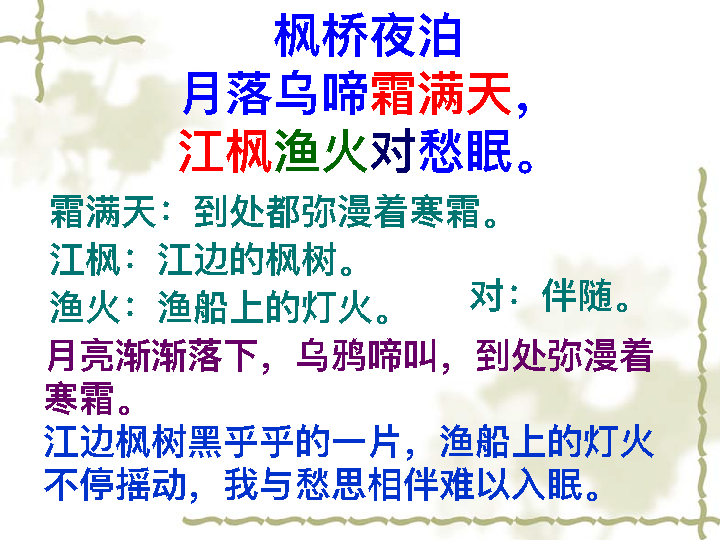 枫桥夜泊
月落乌啼霜满天，
江枫渔火对愁眠。
霜满天：到处都弥漫着寒霜。
江枫：江边的枫树。
渔火：渔船上的灯火。
对：伴随。
月亮渐渐落下，乌鸦啼叫，到处弥漫着
寒霜。
江边枫树黑乎乎的一片，渔船上的灯火
不停摇动，我与愁思相伴难以入眠。